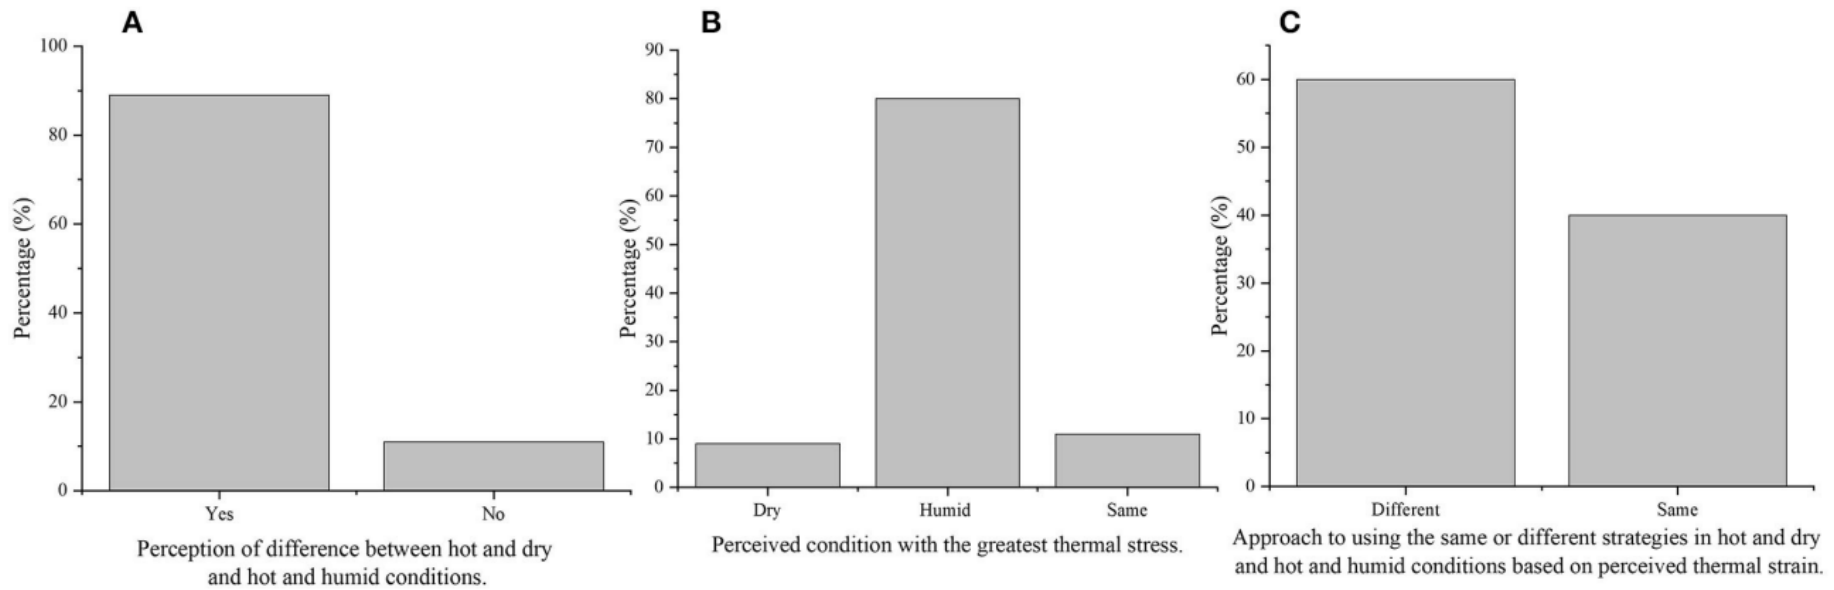 A
100
80
60
40
20
0
Percentage (%)
Yes
No
Perception of difference between hot and dry
and hot and humid conditions.
B
90
80
70
60
50
40
30
20
10
0
Percentage (%)
Dry
Humid
Same
Perceived condition with the greatest thermal stress.
C
60
50
40
30
20
10
0
Percentage (%)
Different
Same
Approach to using the same or different strategies in hot and dry
and hot and humid conditions based on perceived thermal strain.